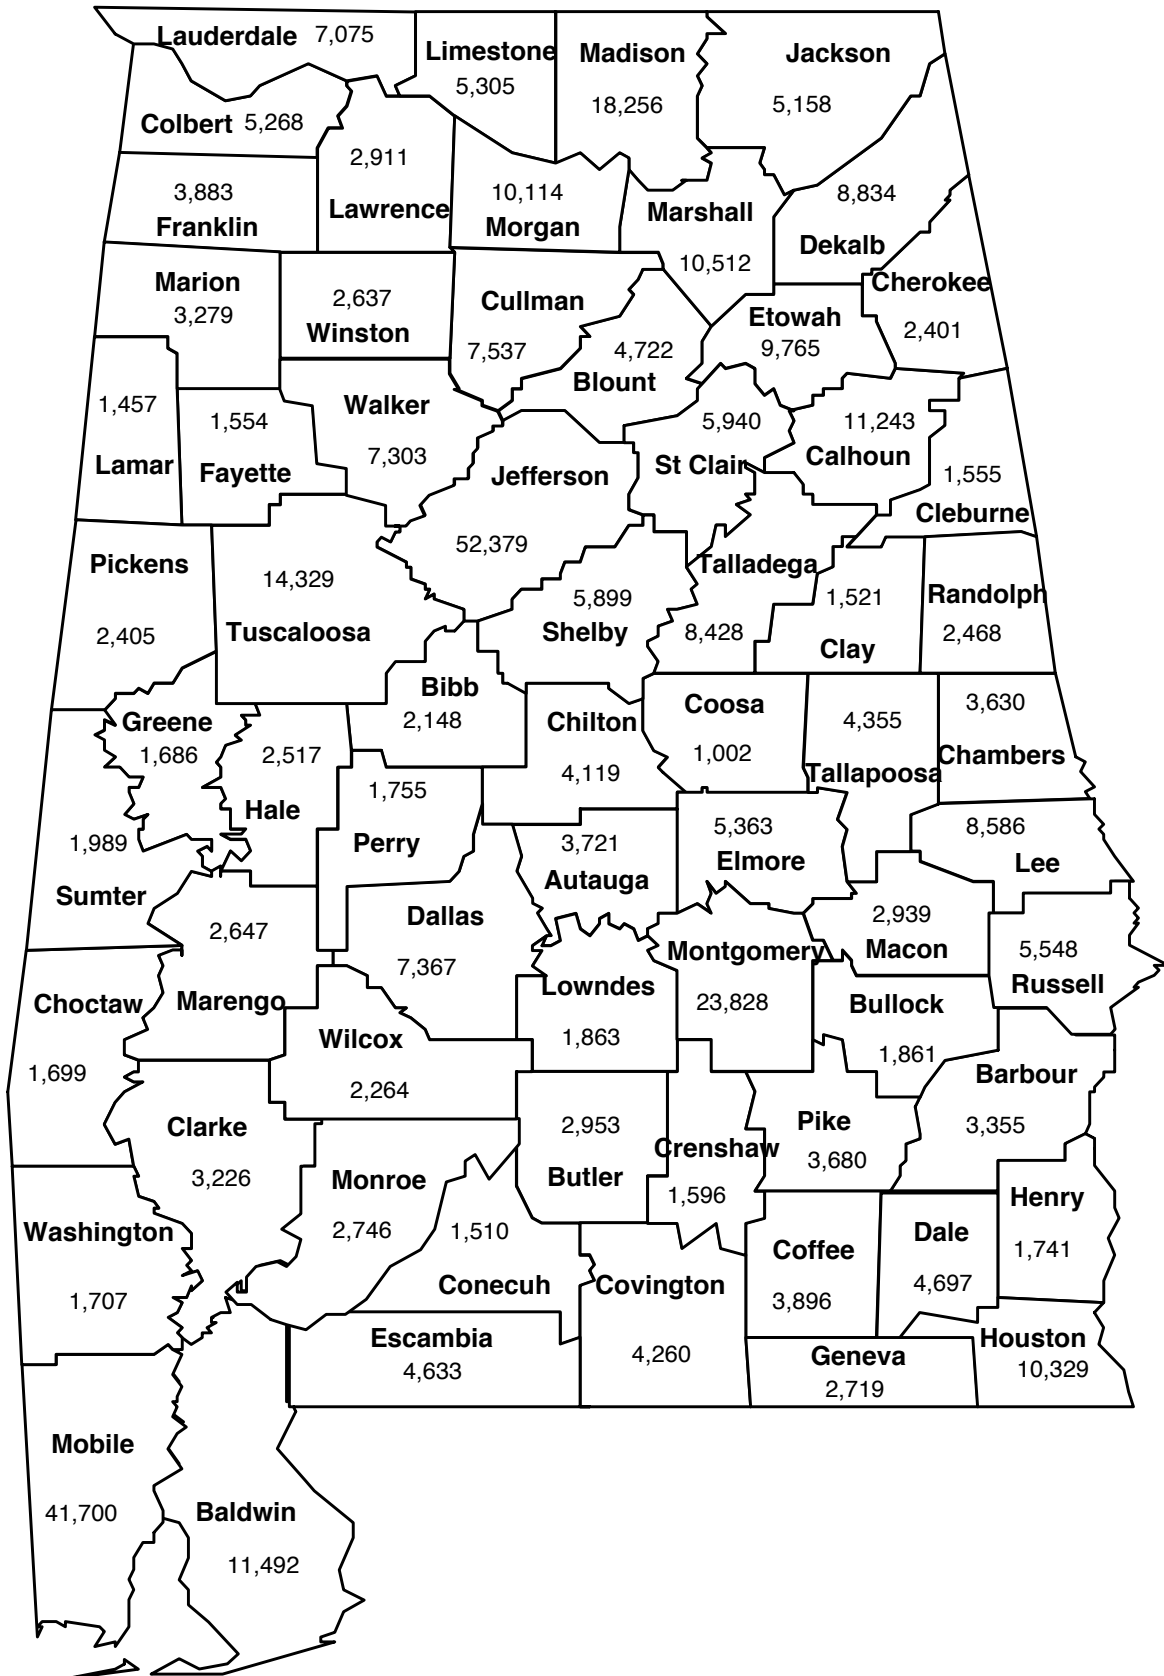 Lauderdale 7,075
Limestone
5,305
Madison
18,256
Jackson
5,158
Colbert 5,268
2,911
Lawrence
3,883
Franklin
10,114
Morgan
Marshall
10,512
8,834
Dekalb
Marion
3,279
2,637
Winston
Cullman
7,537
4,722
Blount
Etowah
9,765
Cherokee
2,401
1,457
Lamar
1,554
Fayette
Walker
7,303
Jefferson
52,379
5,940
St Clair
11,243
Calhoun
1,555
Cleburne
Pickens
2,405
14,329
Tuscaloosa
5,899
Shelby
Talladega
8,428
1,521
Clay
Randolph
2,468
Greene
1,686
2,517
Hale
Bibb
2,148
Chilton
4,119
Coosa
1,002
4,355
Tallapoosa
3,630
Chambers
1,989
Sumter
1,755
Perry
3,721
Autauga
5,363
Elmore
8,586
Lee
2,647
Marengo
Dallas
7,367
Lowndes
1,863
Montgomery
23,828
2,939
Macon
5,548
Russell
Choctaw
1,699
Wilcox
2,264
Bullock
1,861
Barbour
3,355
Clarke
3,226
Monroe
2,746
2,953
Butler
Crenshaw
1,596
Pike
3,680
Henry
1,741
Washington
1,707
1,510
Conecuh
Covington
4,260
Coffee
3,896
Dale
4,697
Escambia
4,633
Geneva
2,719
Houston
10,329
Mobile
41,700
Baldwin
11,492